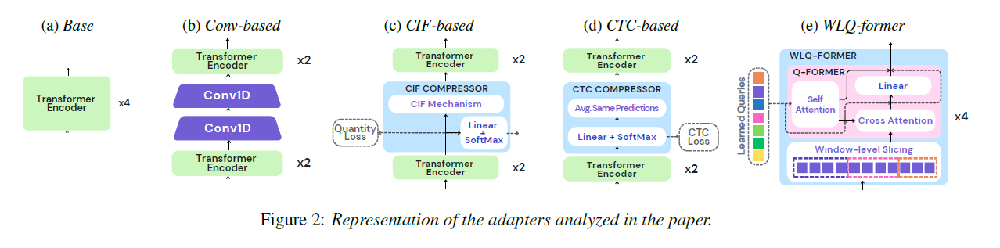 (a) Base
Transformer
Encoder
x4
(b) Conv-based
Transformer
Encoder
x2
Conv1D
Conv1D
Transformer
Encoder
x2
(c) CIF-based
Transformer
Encoder
x2
CIF COMPRESSOR
CIF Mechanism
Quantity
Loss
Linear
+
SoftMax
Transformer
Encoder
x2
(d) CTC-based
Transformer
Encoder
x2
CTC COMPRESSOR
Avg. Same Predictions
Linear + SoftMax
CTC
Loss
Transformer
Encoder
x2
(e) WLQ-former
WLQ-FORMER
Q-FORMER
Learned Queries
Self
Attention
Linear
Cross Attention
Window-level Slicing
x4
Figure 2: Representation of the adapters analyzed in the paper.